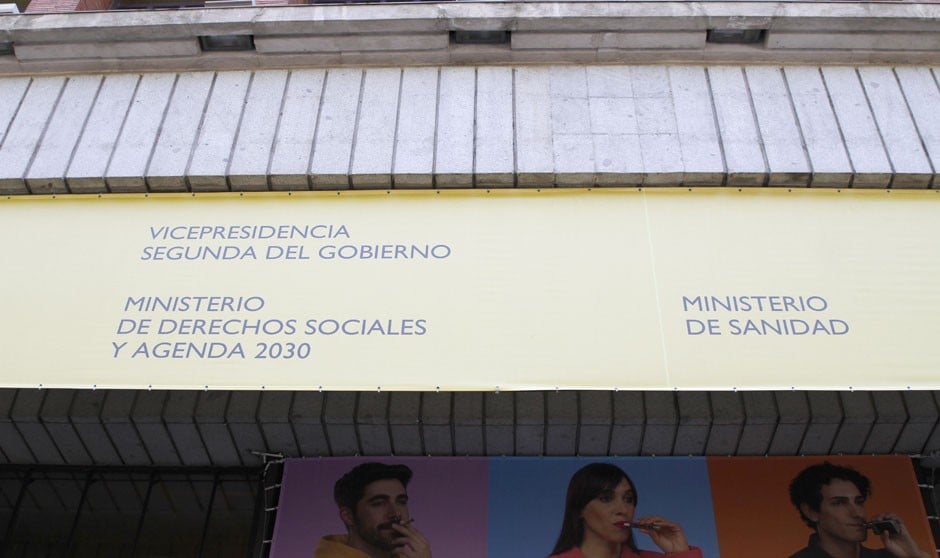 VICEPRESIDENCIA
SEGUNDA DEL GOBIERNO
MINISTERIO
DE DERECHOS SOCIALES
Y AGENDA 2030
MINISTERIO
DE SANIDAD